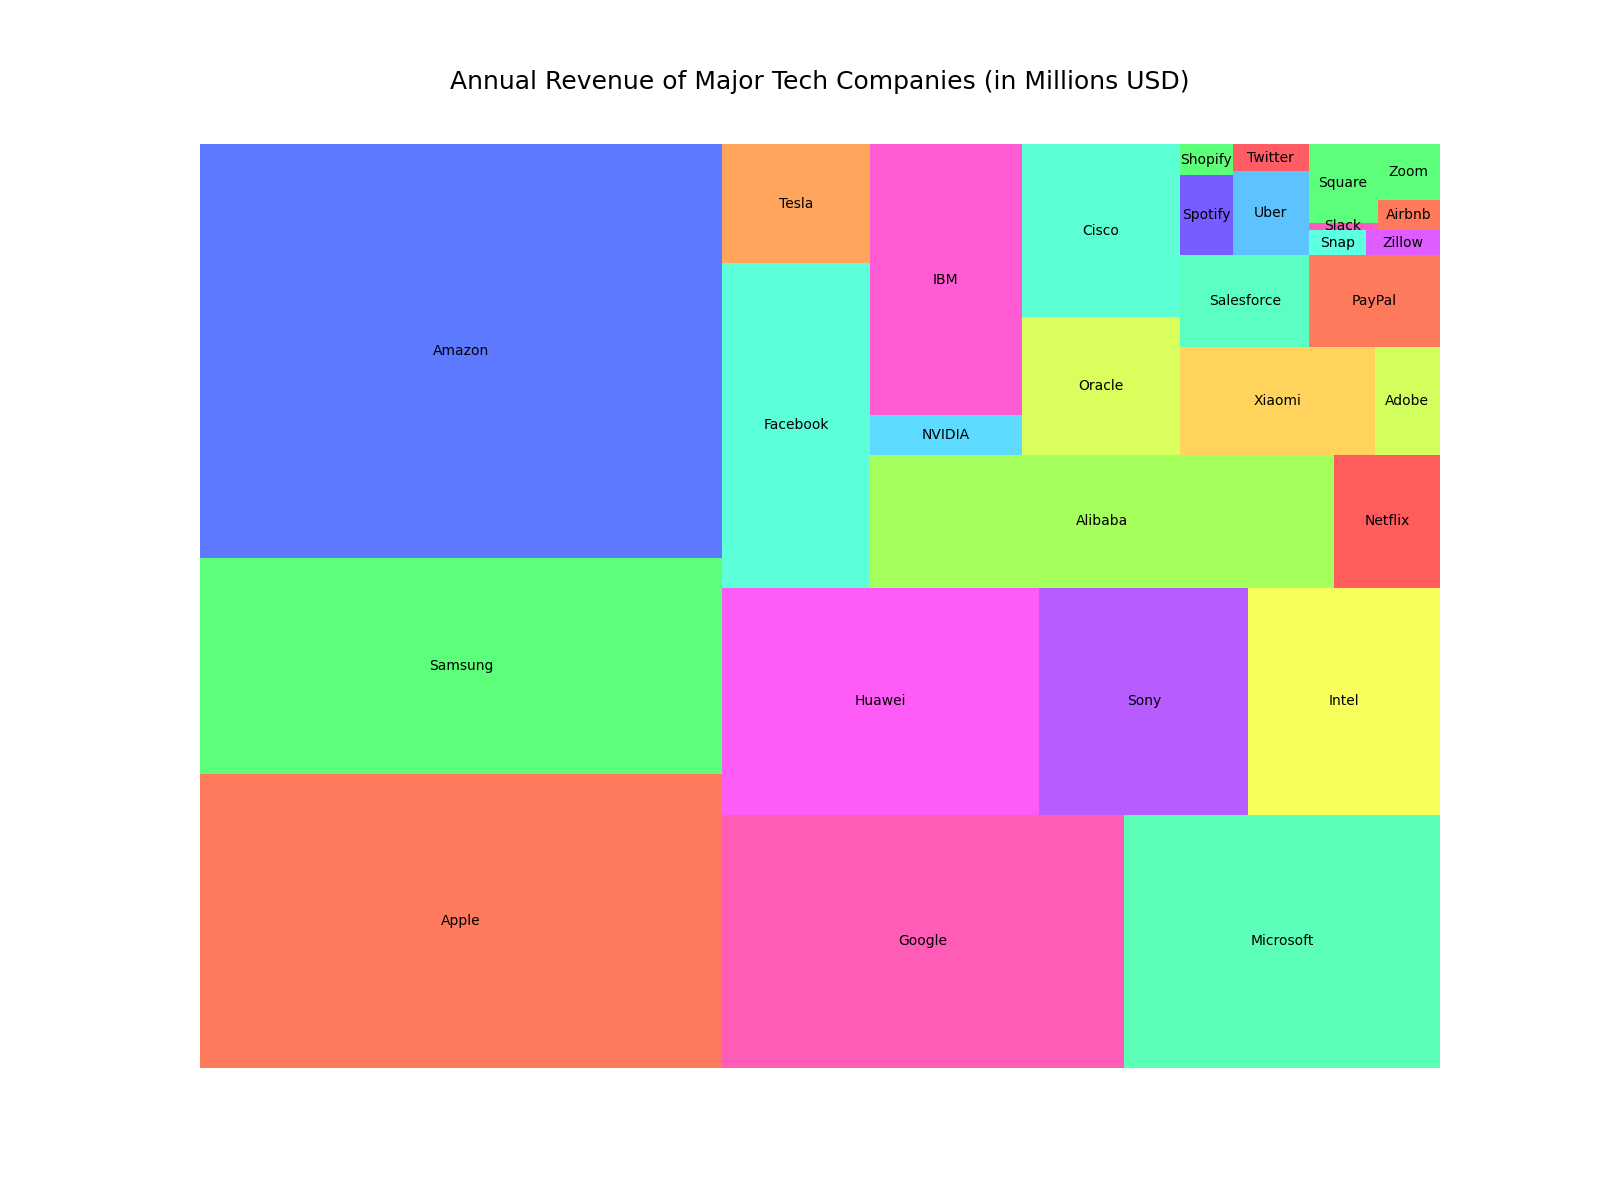 Annual Revenue of Major Tech Companies (in Millions USD)
Amazon
Samsung
Apple
Tesla
Facebook
IBM
NVIDIA
Cisco
Oracle
Shopify
Spotify
Twitter
Uber
Square
Slack
Snap
Zoom
Airbnb
Zillow
Salesforce
PayPal
Xiaomi
Adobe
Alibaba
Netflix
Huawei
Sony
Intel
Google
Microsoft